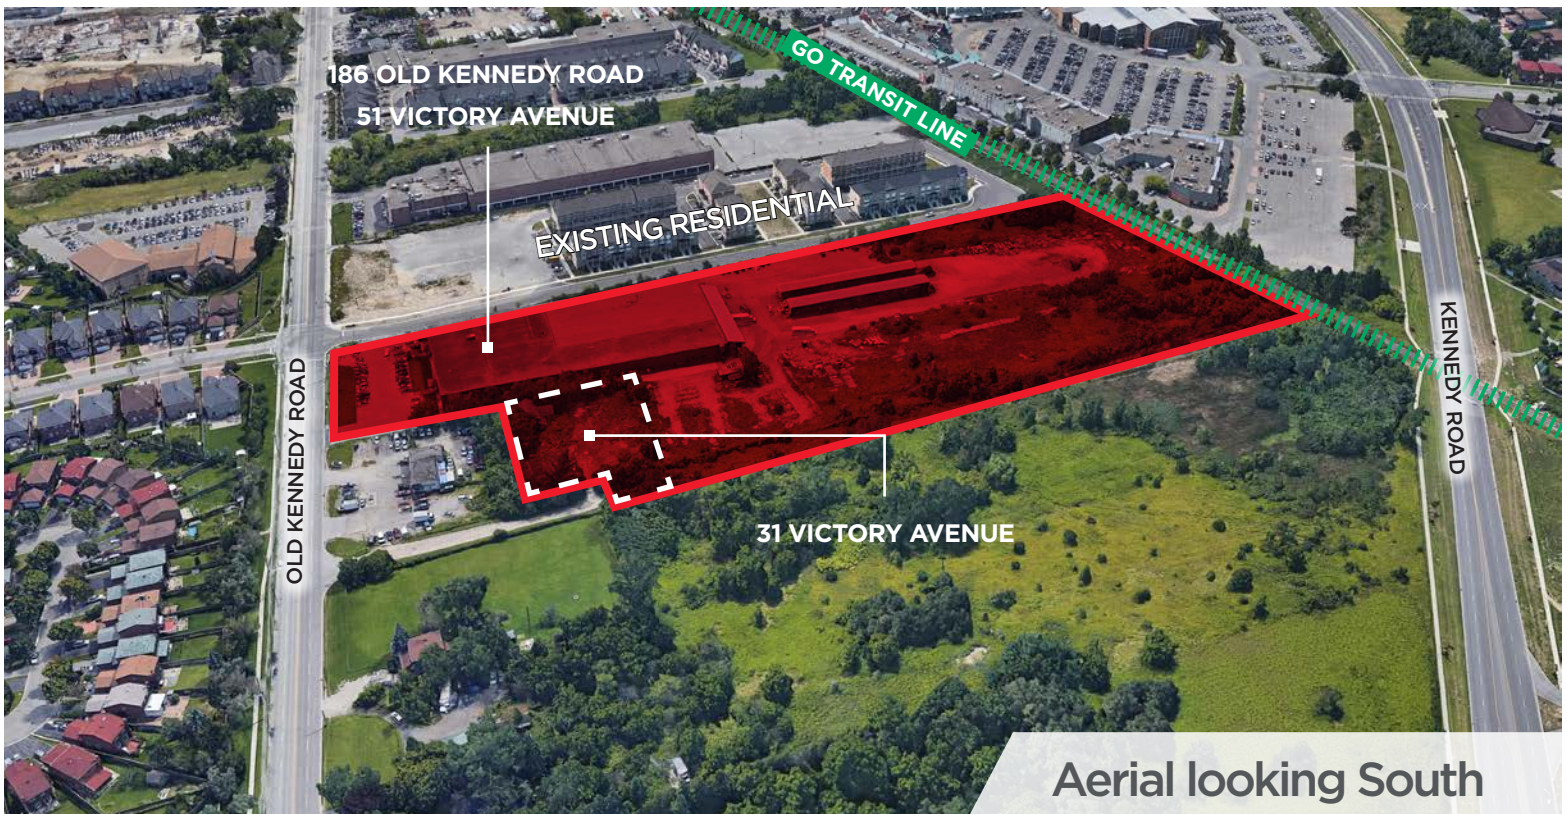 GO TRANSIT LINE
186 OLD KENNEDY ROAD
51 VICTORY AVENUE
EXISTING RESIDENTIAL
OLD KENNEDY ROAD
KENNEDY ROAD
31 VICTORY AVENUE
Aerial looking South